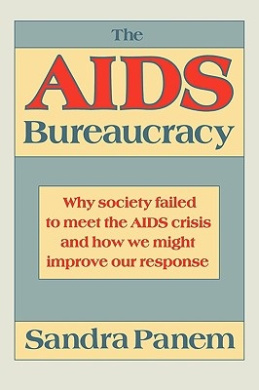 The
AIDS
Bureaucracy
Why society failed
to meet the AIDS crisis
and how we might
improve our response
Sandra Panem